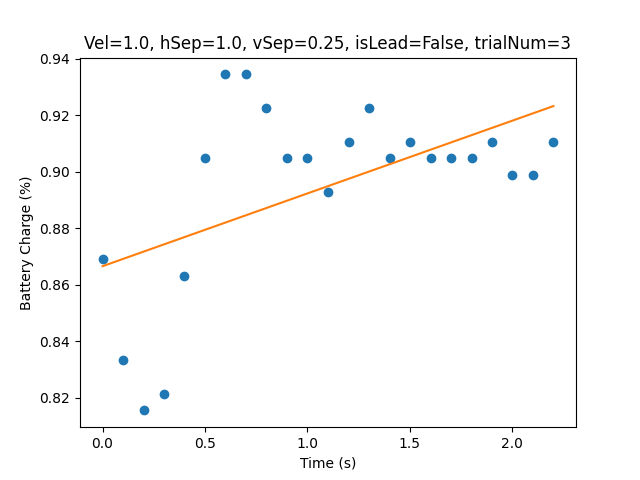 Vel=1.0, hSep=1.0, vSep=0.25, isLead=False, trialNum=3
0.94
0.92
0.90
0.88
0.86
0.84
0.82
Battery Charge (%)
0.0 0.5 1.0 1.5 2.0
Time (s)